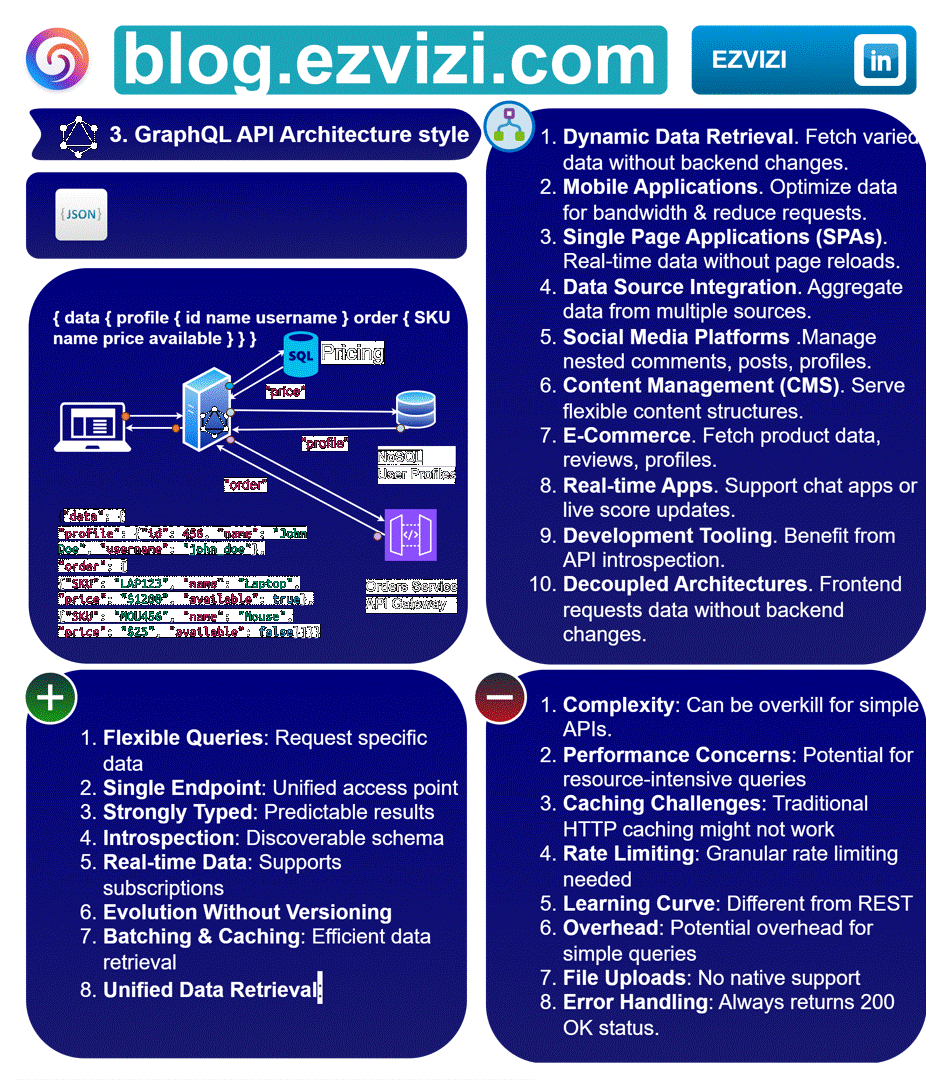 blog.ezvizi.com
EZVIZI
in
3. GraphQL API Architecture style
{JSON}
{ data { profile { id name username } order { SKU
name price available } } }
SQL
Pricing
"price"
"profile"
NoSQL
User Profiles
"order"
Orders Service
API Gateway
{"data": {
"profile": {"id": 456, "name": "John
Doe", "username": "john_doe"},
"order": [
{"SKU": "LAP123", "name": "Laptop",
"price": "$1200", "available": true},
{"SKU": "MOU456", "name": "Mouse",
"price": "$25", "available": false}]}}
1. Dynamic Data Retrieval. Fetch varied
data without backend changes.
2. Mobile Applications. Optimize data
for bandwidth & reduce requests.
3. Single Page Applications (SPAs).
Real-time data without page reloads.
4. Data Source Integration. Aggregate
data from multiple sources.
5. Social Media Platforms .Manage
nested comments, posts, profiles.
6. Content Management (CMS). Serve
flexible content structures.
7. E-Commerce. Fetch product data,
reviews, profiles.
8. Real-time Apps. Support chat apps or
live score updates.
9. Development Tooling. Benefit from
API introspection.
10. Decoupled Architectures. Frontend
requests data without backend
changes.
1. Flexible Queries: Request specific
data
2. Single Endpoint: Unified access point
3. Strongly Typed: Predictable results
4. Introspection: Discoverable schema
5. Real-time Data: Supports
subscriptions
6. Evolution Without Versioning
7. Batching & Caching: Efficient data
retrieval
8. Unified Data Retrieval:
1. Complexity: Can be overkill for simple
APIs.
2. Performance Concerns: Potential for
resource-intensive queries
3. Caching Challenges: Traditional
HTTP caching might not work
4. Rate Limiting: Granular rate limiting
needed
5. Learning Curve: Different from REST
6. Overhead: Potential overhead for
simple queries
7. File Uploads: No native support
8. Error Handling: Always returns 200
OK status.